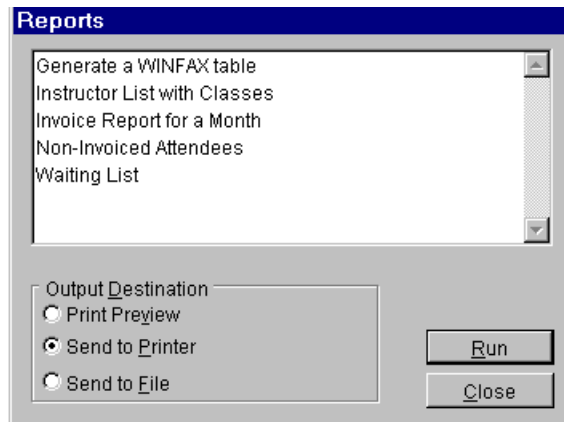 Reports
Generate a WINFAX table
Instructor List with Classes
Invoice Report for a Month
Non-Invoiced Attendees
Waiting List
Output Destination
Print Preview
Send to Printer
Send to File
Run
Close